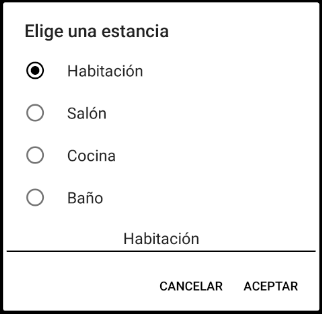 Elige una estancia
Habitación
Salón
Cocina
Baño
Habitación
CANCELAR ACEPTAR